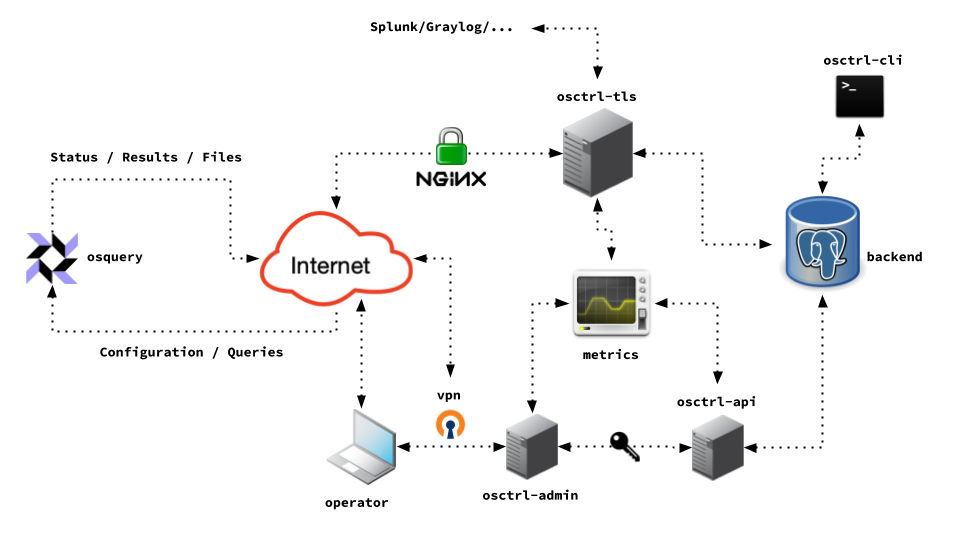 Splunk/Graylog/...
osctrl-cli
>_
osctrl-tls
Status / Results / Files
NGiNX
Internet
osquery
backend
metrics
Configuration / Queries
vpn
osctrl-api
osctrl-admin
operator